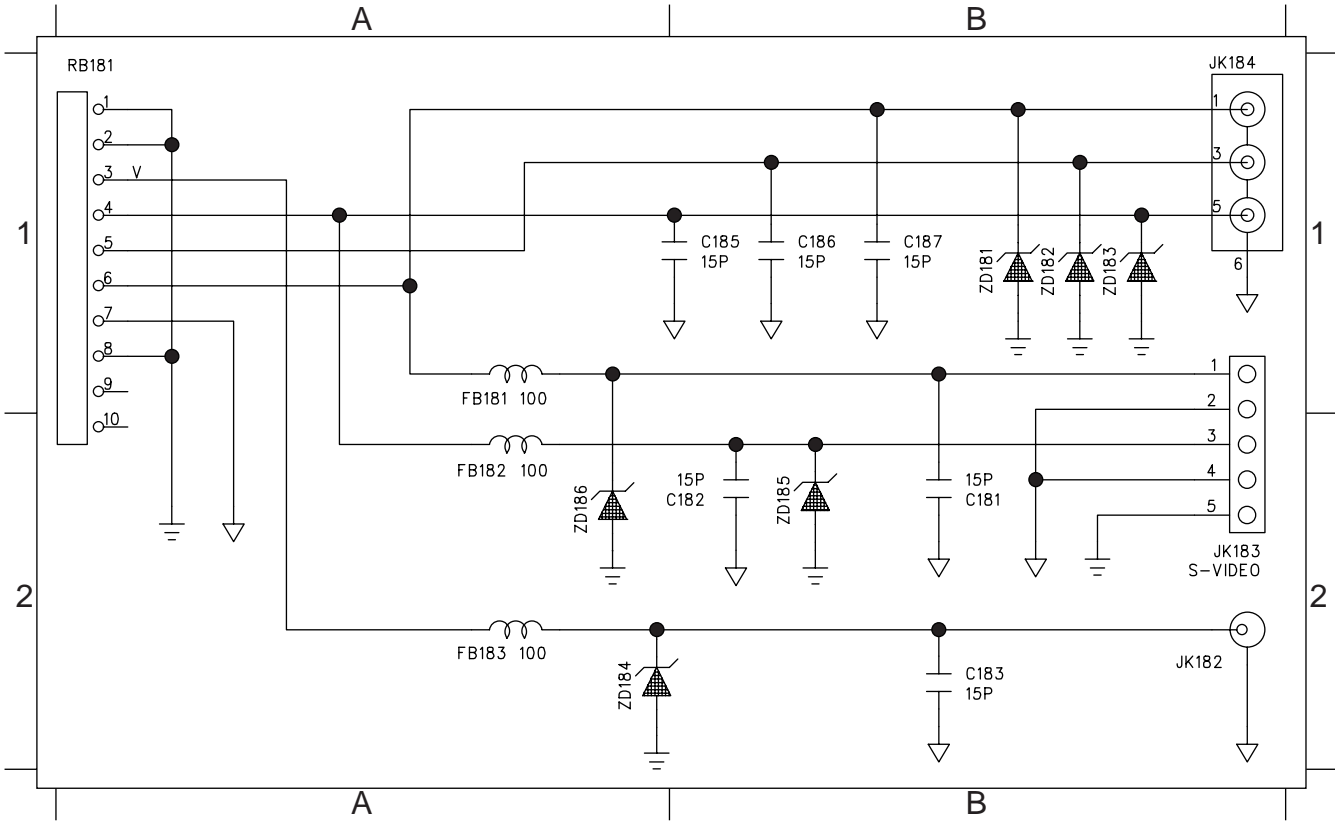 A
B
RB181
JK184
1
2
3 V
4
5
6
7
8
9
10
1
3
5
6
1
1
C185
15P
C186
15P
C187
15P
ZD181
ZD182
ZD183
FB181 100
FB182 100
ZD186
15P
C182
ZD185
15P
C181
1
2
3
4
5
JK183
S-VIDEO
2
2
FB183 100
ZD184
C183
15P
JK182
A
B